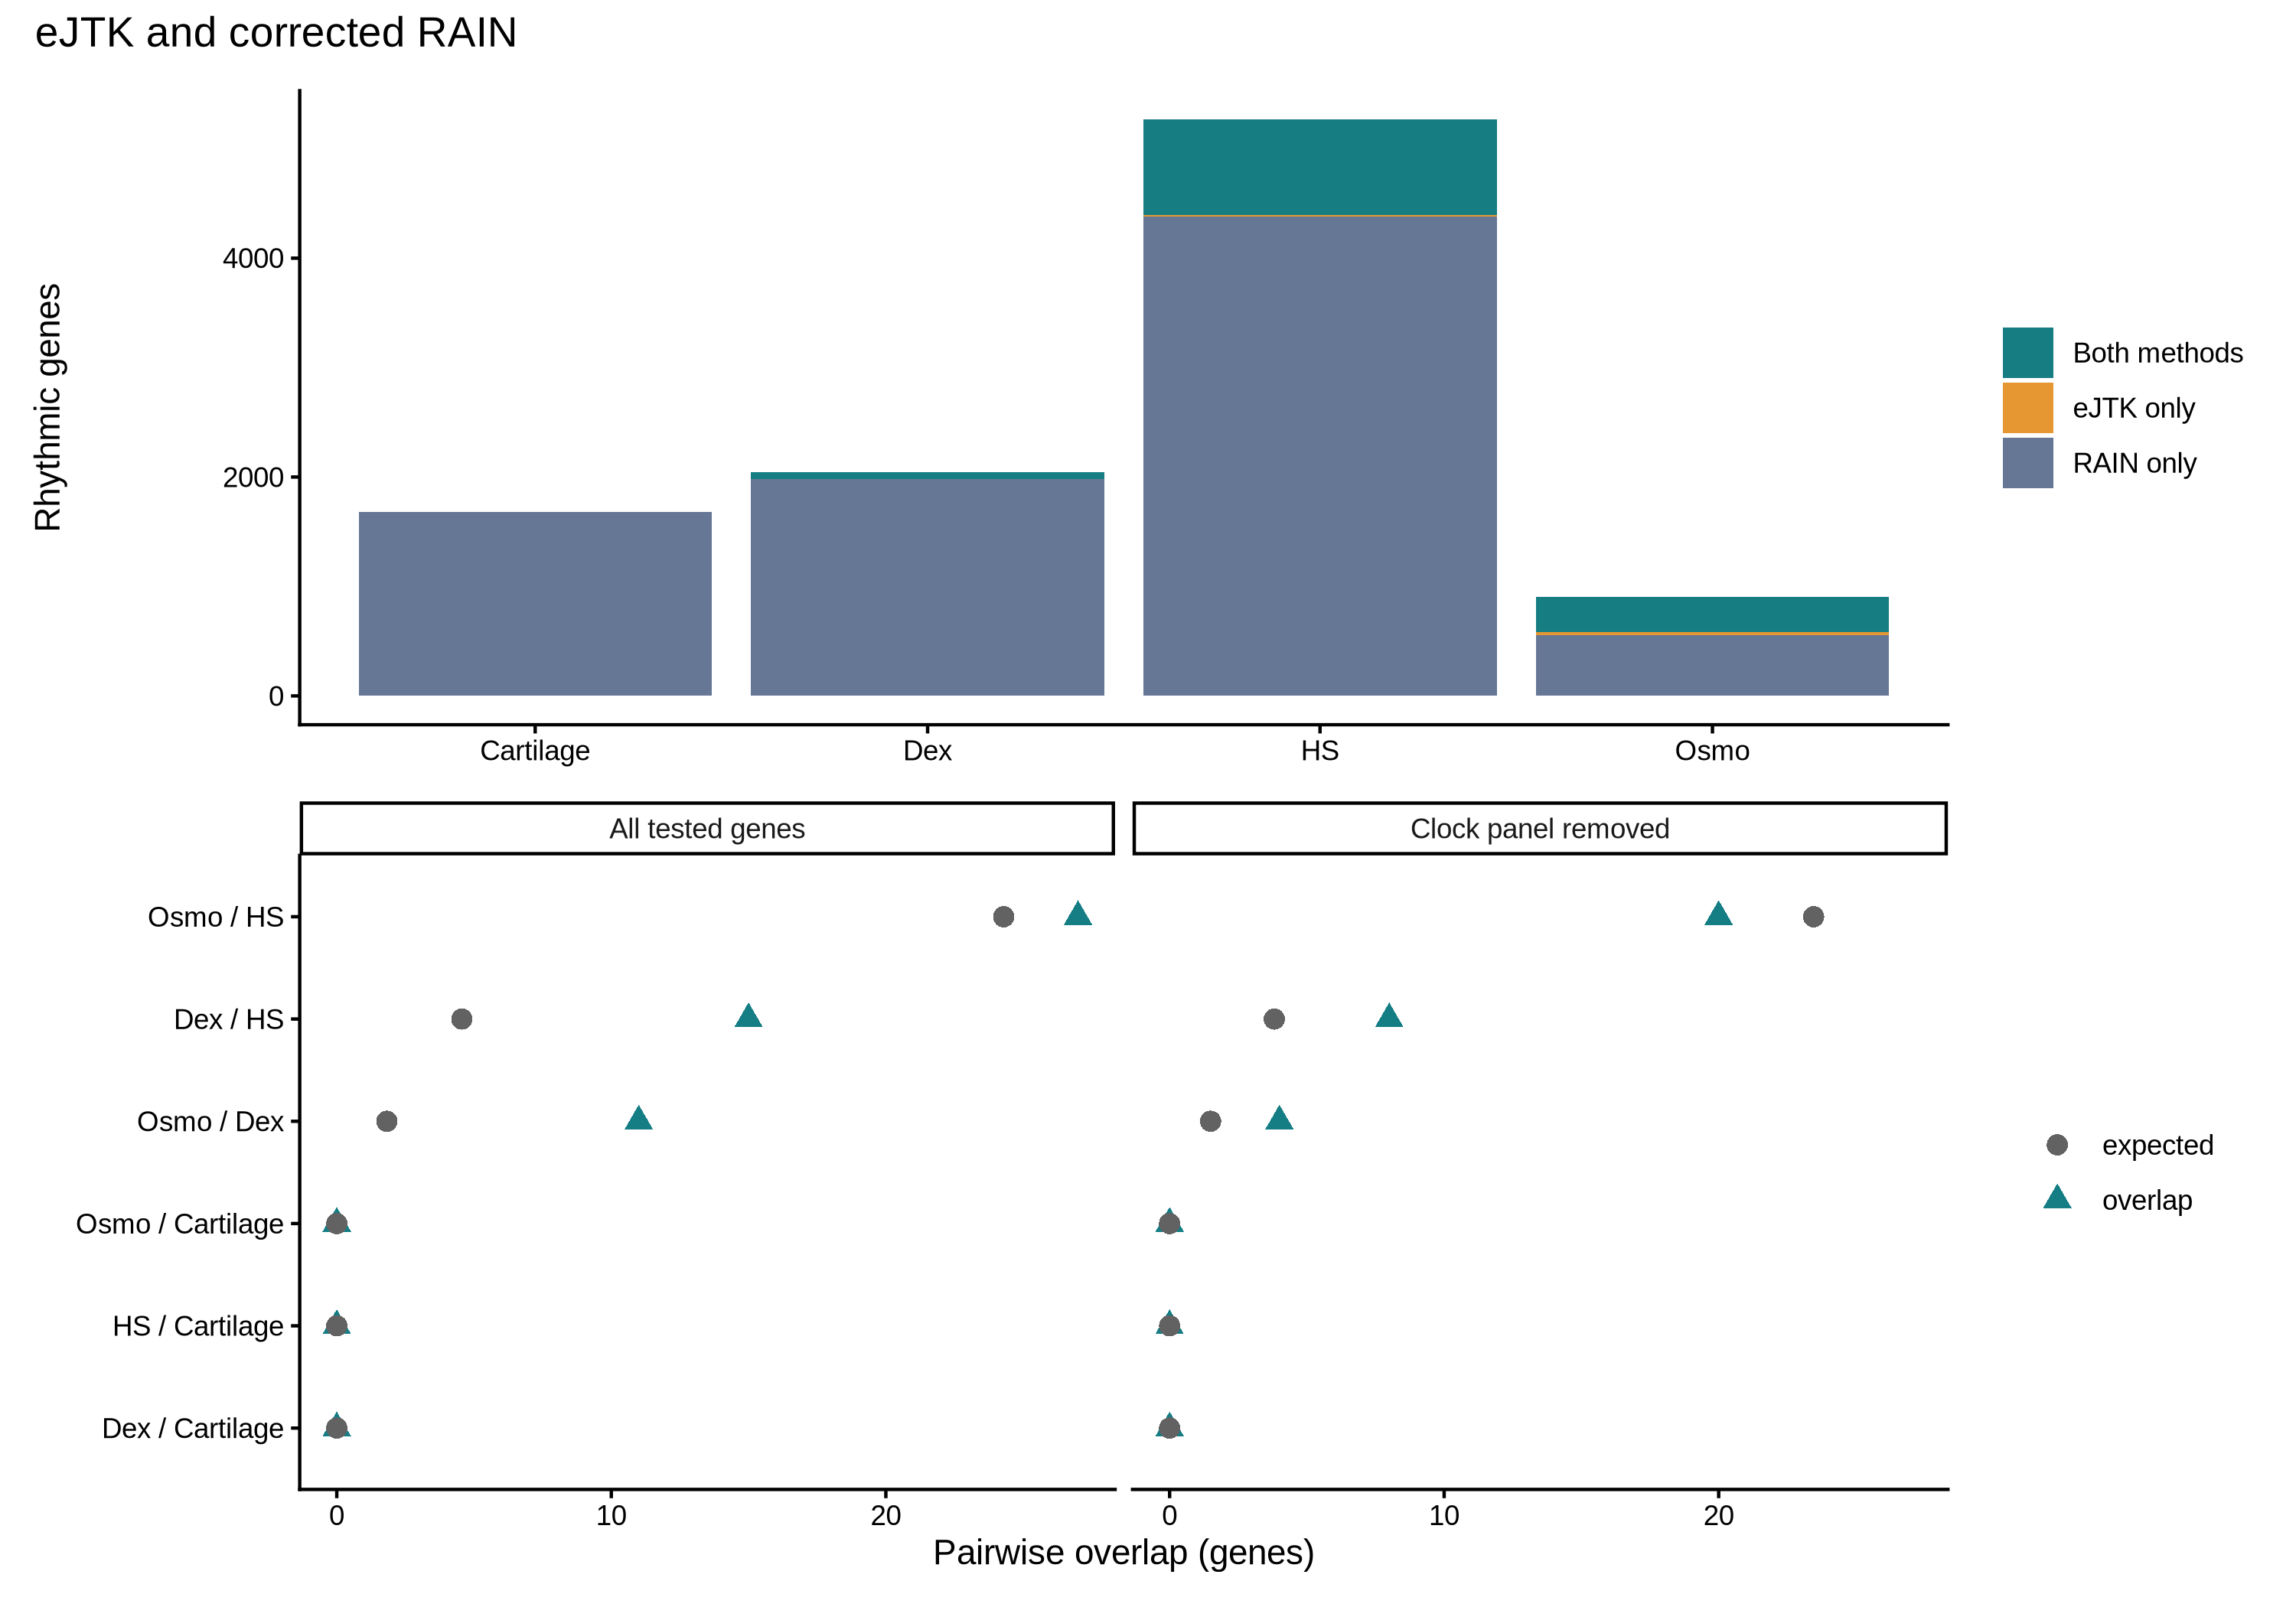 eJTK and corrected RAIN
Rhythmic genes
4000
2000
0
Cartilage
Dex
HS
Osmo
Both methods
eJTK only
RAIN only
All tested genes
Clock panel removed
Osmo / HS
Dex / HS
Osmo / Dex
Osmo / Cartilage
HS / Cartilage
Dex / Cartilage
0
10
20
0
10
20
Pairwise overlap (genes)
expected
overlap